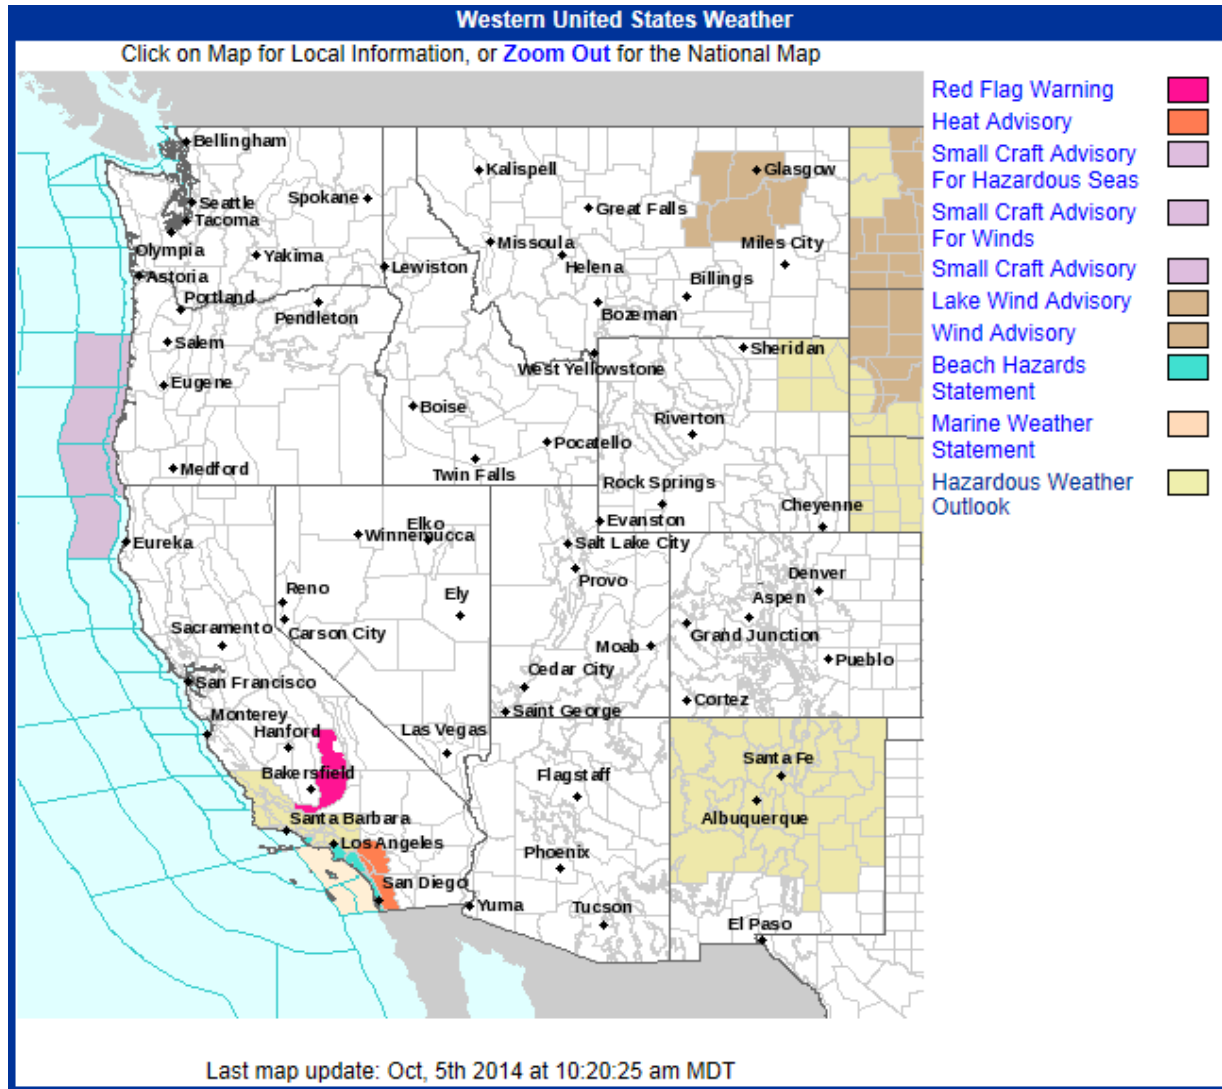 Western United States Weather
Click on Map for Local Information, or Zoom Out for the National Map
Red Flag Warning
Heat Advisory
Small Craft Advisory
For Hazardous Seas
Small Craft Advisory
For Winds
Small Craft Advisory
Lake Wind Advisory
Wind Advisory
Beach Hazards
Statement
Marine Weather
Statement
Hazardous Weather
Outlook
Bellingham
Kalispell
Glasgow
Seattle
Spokane
Great Falls
Tacoma
Olympia
Yakima
Missoula
Miles City
Astoria
Lewiston
Helena
Billings
Portland
Pendleton
Bozeman
Salem
Sheridan
West Yellowstone
Eugene
Boise
Riverton
Pocatello
Medford
Twin Falls
Rock Springs
Cheyenne
Elko
Evanston
Winnemucca
Eureka
Salt Lake City
Provo
Denver
Reno
Ely
Aspen
Sacramento
Carson City
Grand Junction
Moab
Pueblo
Cedar City
San Francisco
Cortez
Saint George
Monterey
Hanford
Las Vegas
Santa Fe
Bakersfield
Flagstaff
Santa Barbara
Albuquerque
Los Angeles
Phoenix
San Diego
Yuma
Tucson
El Paso
Last map update: Oct, 5th 2014 at 10:20:25 am MDT